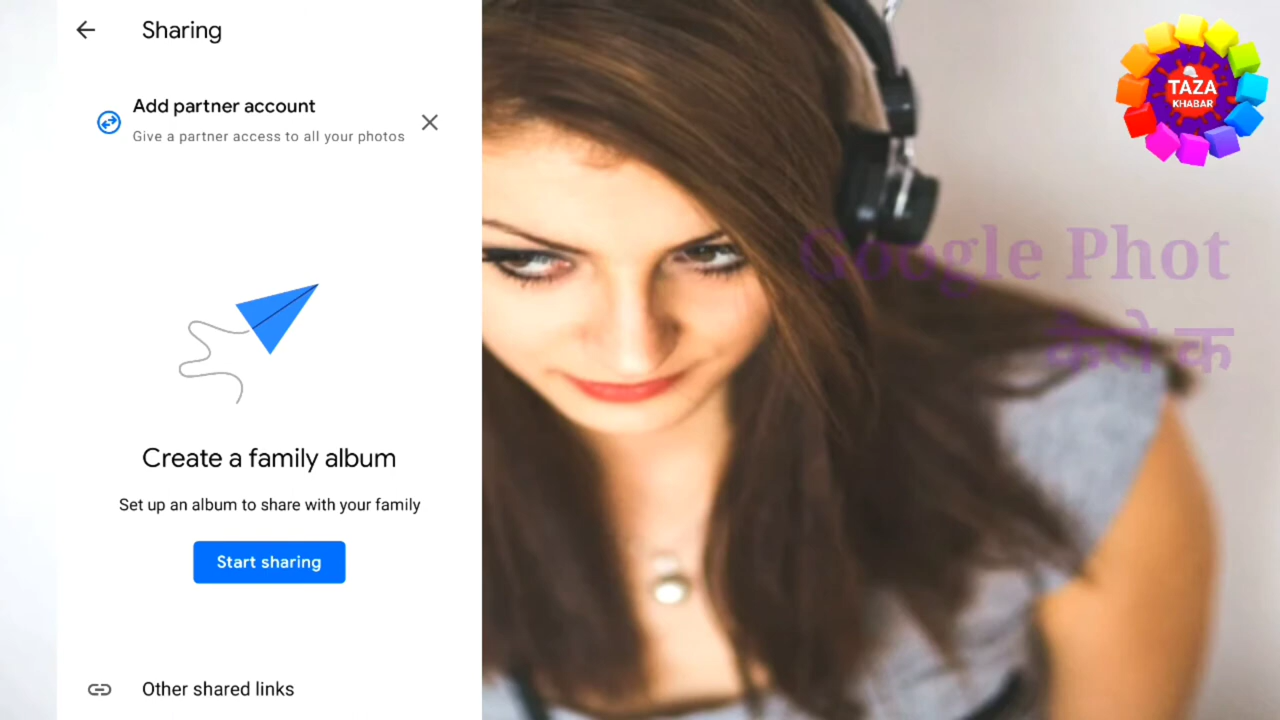 Sharing
Add partner account
Give a partner access to all your photos
Create a family album
Set up an album to share with your family
Start sharing
Other shared links
TAZA
KHABAR
Google Phot
कैसे क